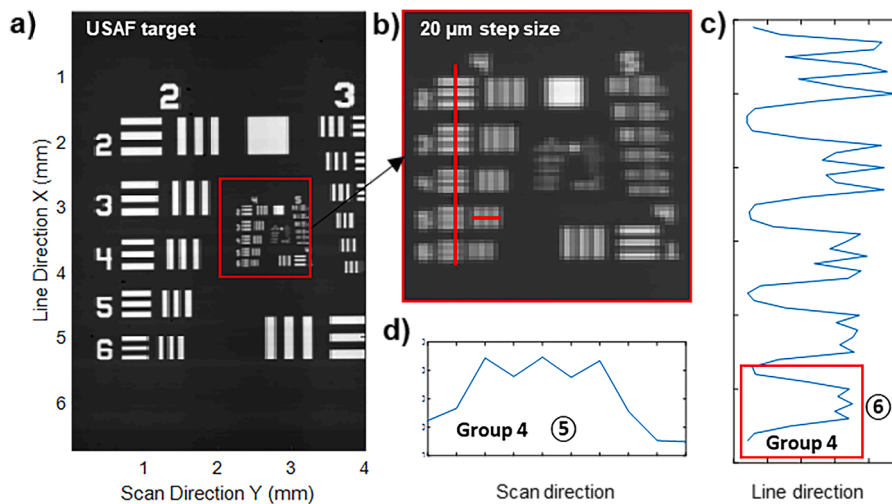 a)
USAF target
Line Direction X (mm)
1
2
3
4
5
6
2
3
2
3
4
5
6
1
2
3
4
Scan Direction Y (mm)
b)
20 µm step size
c)
6
Group 4
Line direction
d)
Group 4
5
Scan direction